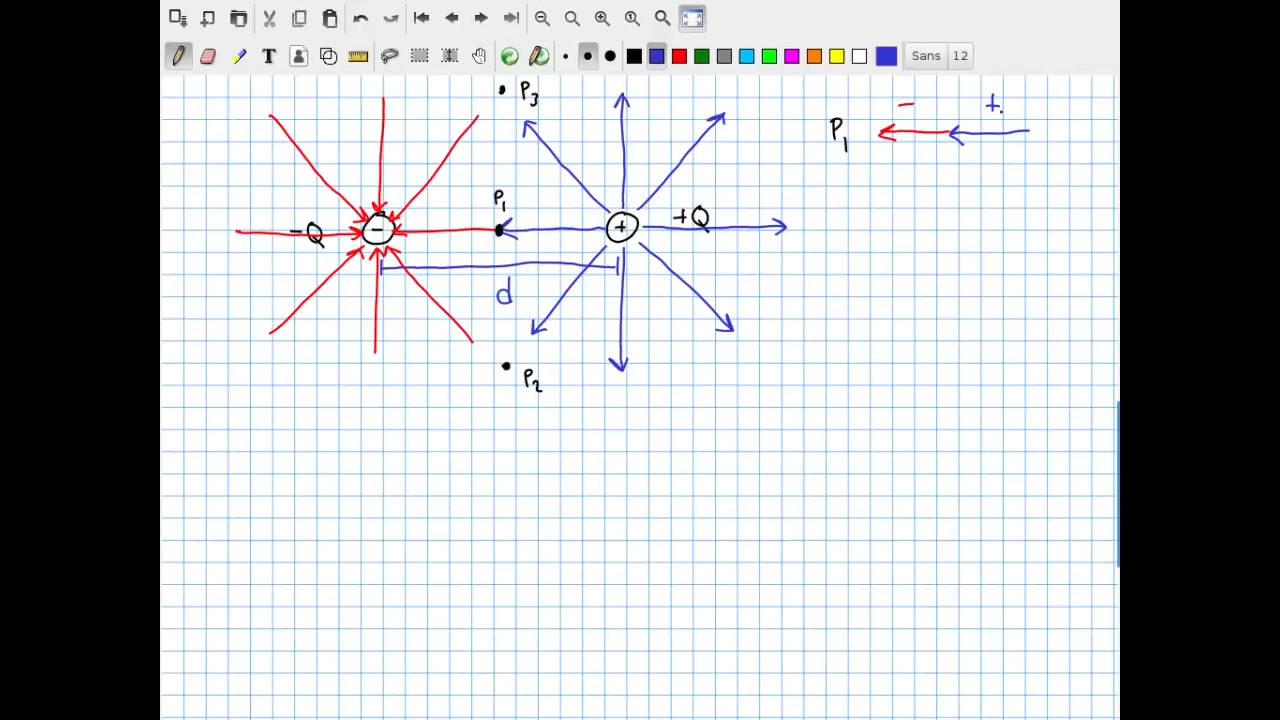 T
Sans 12
P3
- +.
P1
P1
-Q - + +Q
d
P2